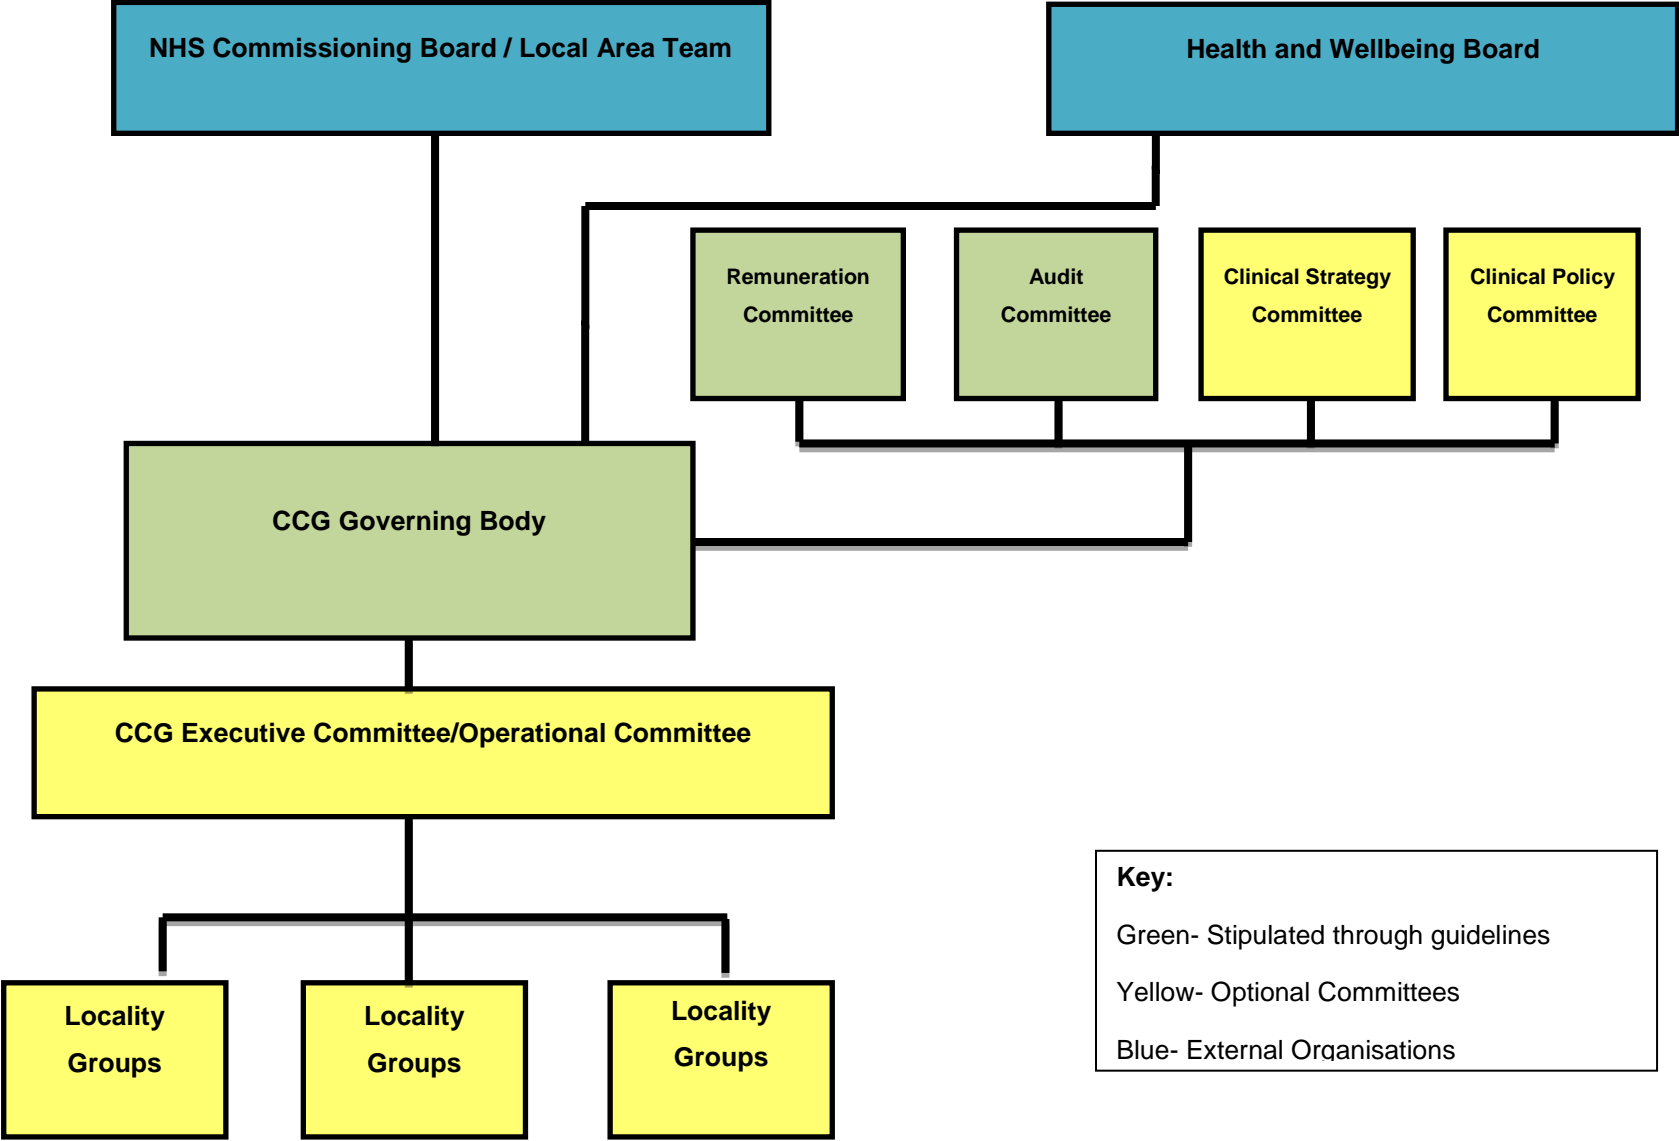 NHS Commissioning Board / Local Area Team
Health and Wellbeing Board
Remuneration
Committee
Audit
Committee
Clinical Strategy
Committee
Clinical Policy
Committee
CCG Governing Body
CCG Executive Committee/Operational Committee
Locality
Groups
Locality
Groups
Locality
Groups
Key:
Green- Stipulated through guidelines
Yellow- Optional Committees
Blue- External Organisations